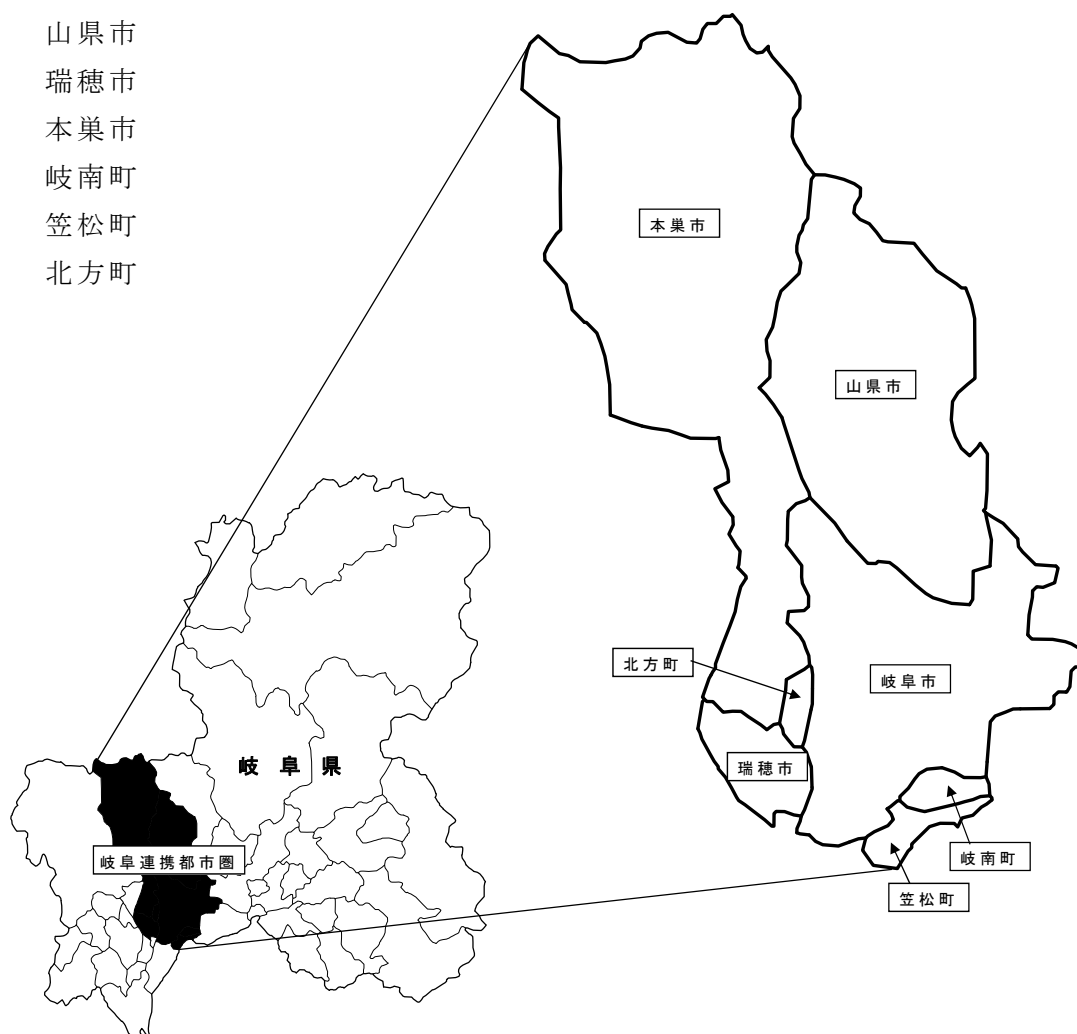 山県市
瑞穂市
本巣市
岐南町
笠松町
北方町
本巣市
山県市
北方町
岐阜市
瑞穂市
岐阜県
岐阜連携都市圏
岐南町
笠松町